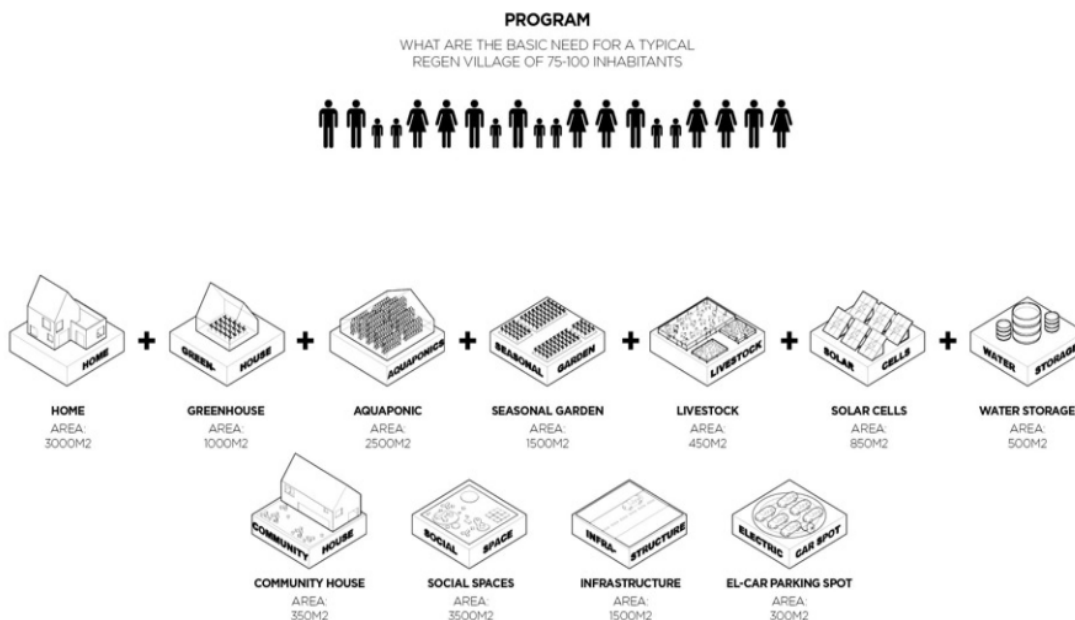 PROGRAM
WHAT ARE THE BASIC NEED FOR A TYPICAL
REGEN VILLAGE OF 75-100 INHABITANTS
+ + + + + +
HOME
GREEN-HOUSE
AQUAPONICS
SEASONAL GARDEN
LIVESTOCK
SOLAR CELLS
WATER STORAGE
HOME
AREA:
3000M2
GREENHOUSE
AREA:
1000M2
AQUAPONIC
AREA:
2500M2
SEASONAL GARDEN
AREA:
1500M2
LIVESTOCK
AREA:
450M2
SOLAR CELLS
AREA:
850M2
WATER STORAGE
AREA:
500M2
COMMUNITY HOUSE
SOCIAL SPACE
INFRA-STRUCTURE
ELECTRIC CAR SPOT
COMMUNITY HOUSE
AREA:
350M2
SOCIAL SPACES
AREA:
3500M2
INFRASTRUCTURE
AREA:
1500M2
EL-CAR PARKING SPOT
AREA:
300M2